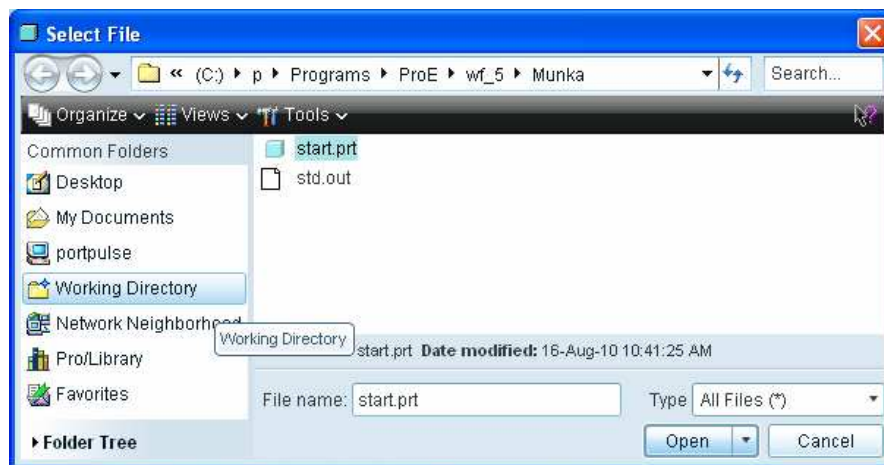 Select File
« (C:) p Programs ProE wf_5 Munka Search...
Organize Views Tools
Common Folders
Desktop
My Documents
portpulse
Working Directory
Network Neighborhood
Pro/Library
Favorites
Folder Tree
start.prt
std.out
Working Directory
start.prt Date modified: 16-Aug-10 10:41:25 AM
File name: start.prt Type All Files (*)
Open Cancel